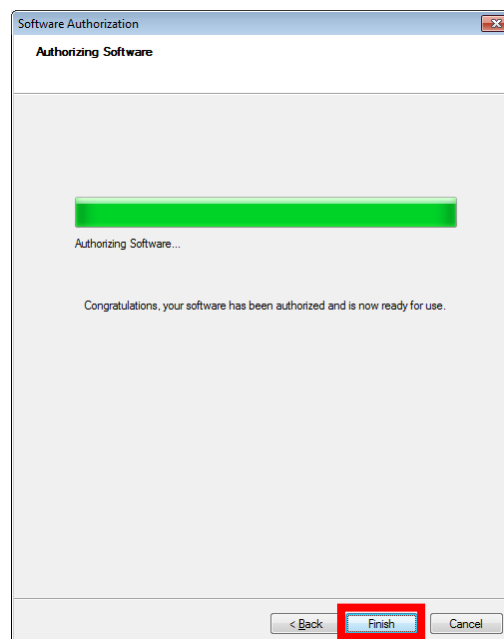 Software Authorization
Authorizing Software
Authorizing Software...
Congratulations, your software has been authorized and is now ready for use.
< Back Finish Cancel